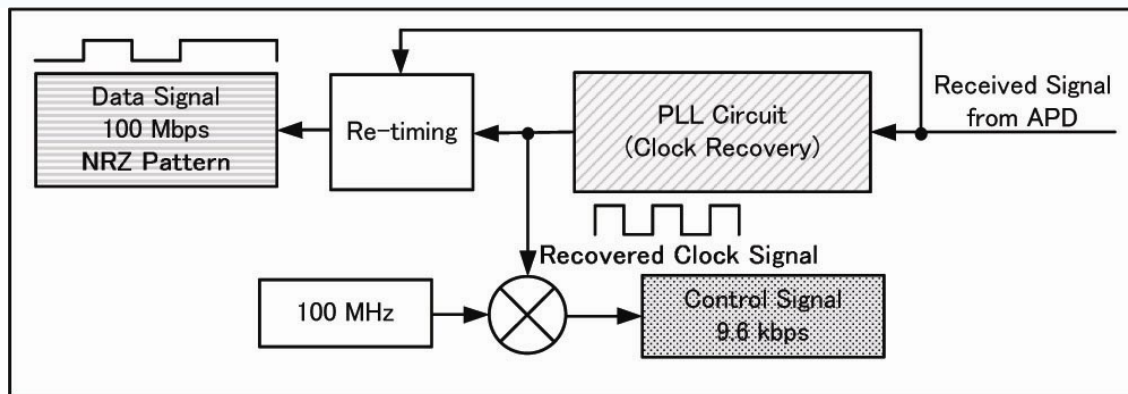 Data Signal
100 Mbps
NRZ Pattern
Re-timing
PLL Circuit
(Clock Recovery)
Received Signal
from APD
Recovered Clock Signal
100 MHz
Control Signal
9.6 kbps